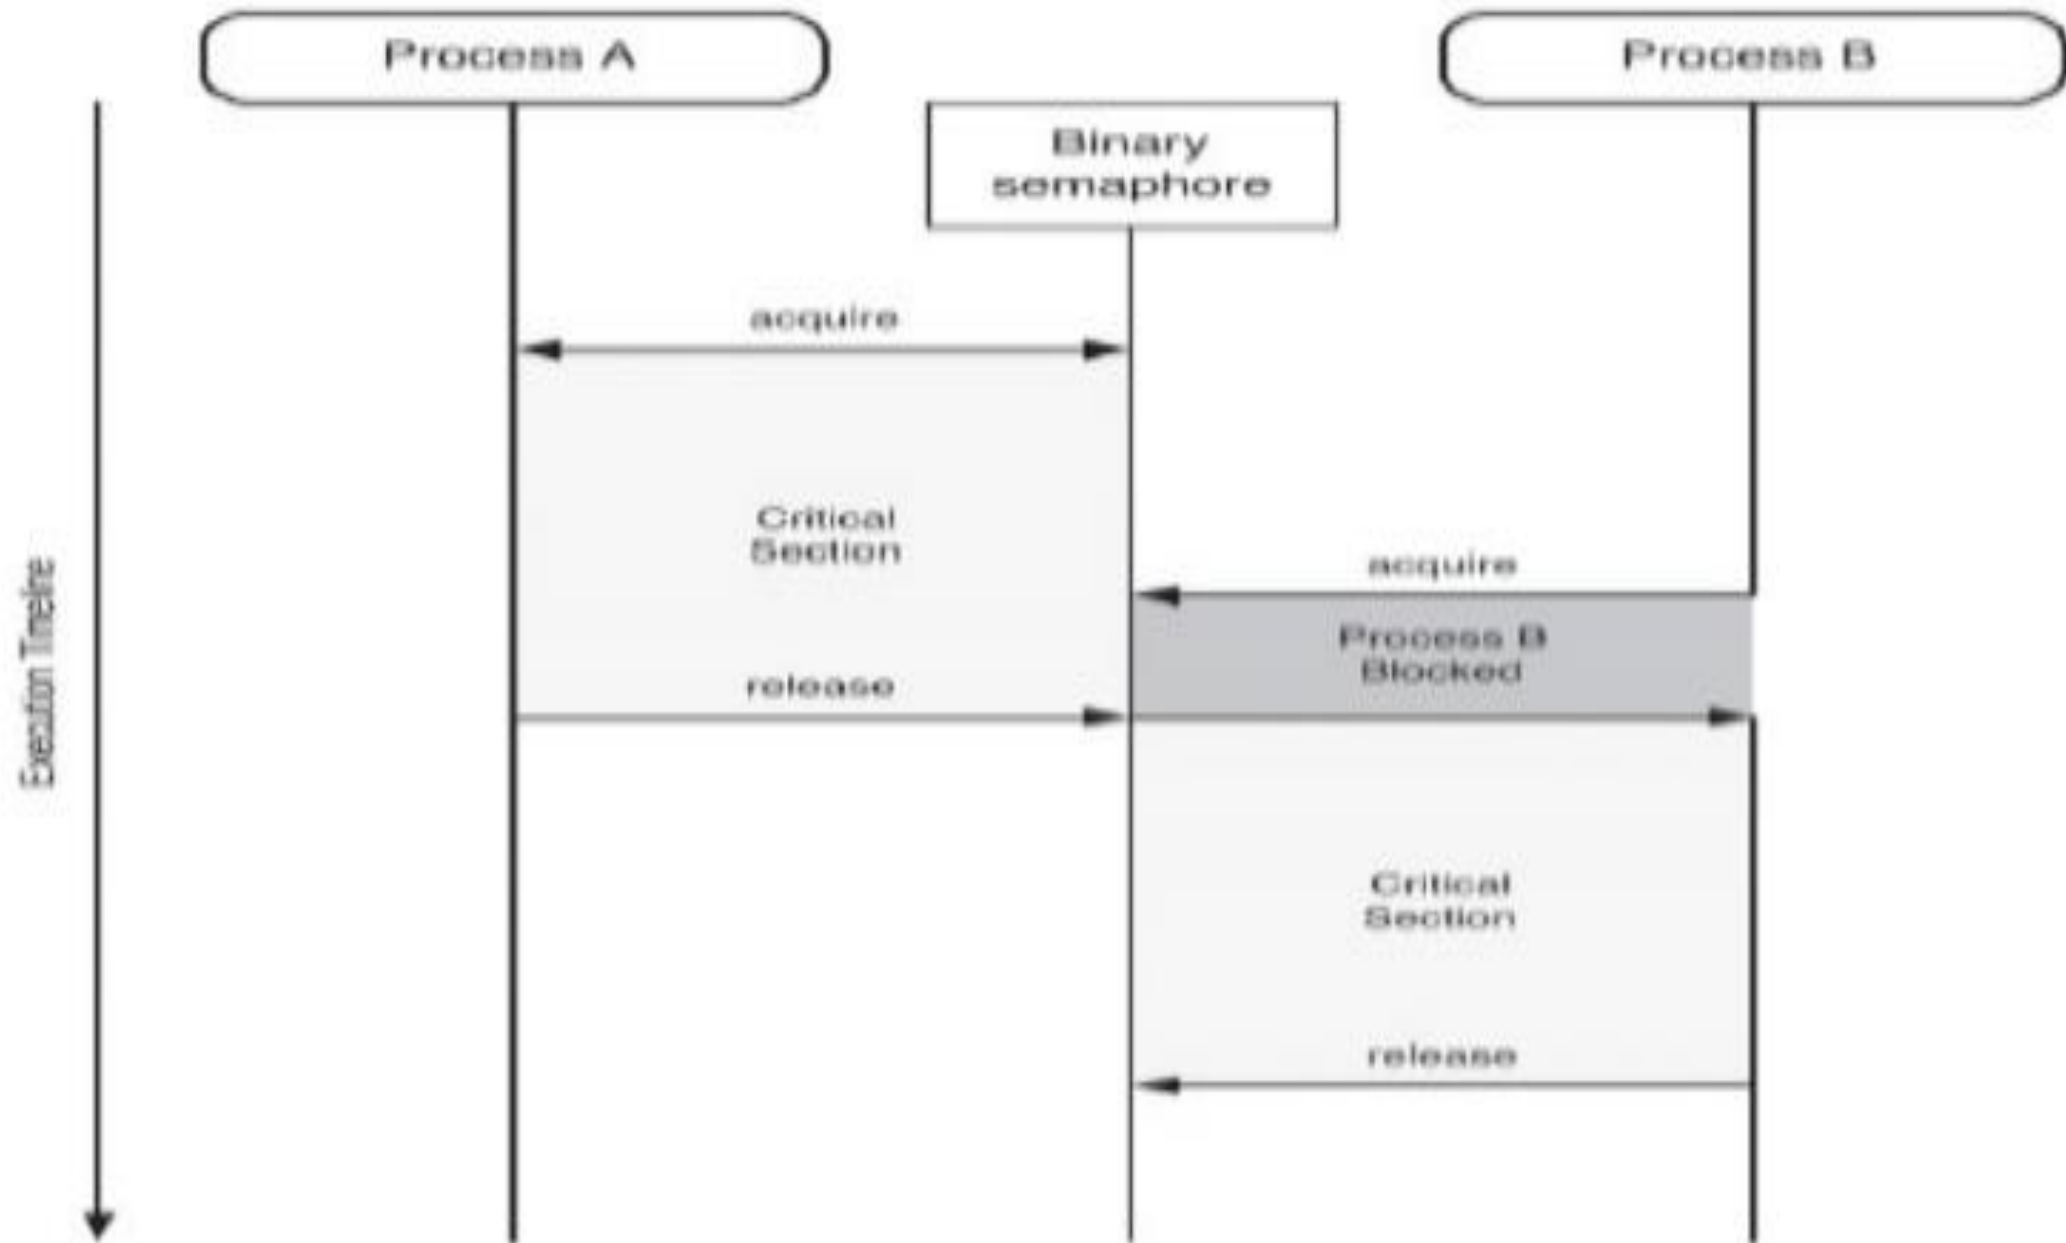 Process A
Process B
Binary
semaphore
acquire
Critical
Section
acquire
Process B
Blocked
release
Critical
Section
release
Execution Timeline